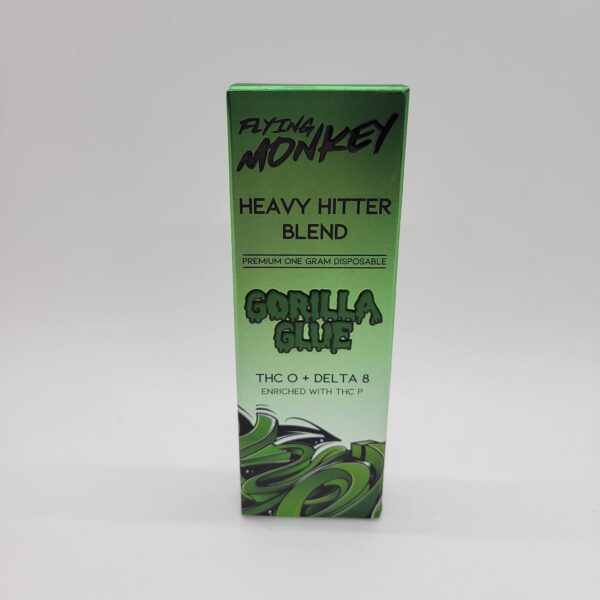 FLYING
MONKEY
HEAVY HITTER
BLEND
PREMIUM ONE GRAM DISPOSABLE
GORILLA
GLUE
THC O + DELTA 8
ENRICHED WITH THC P